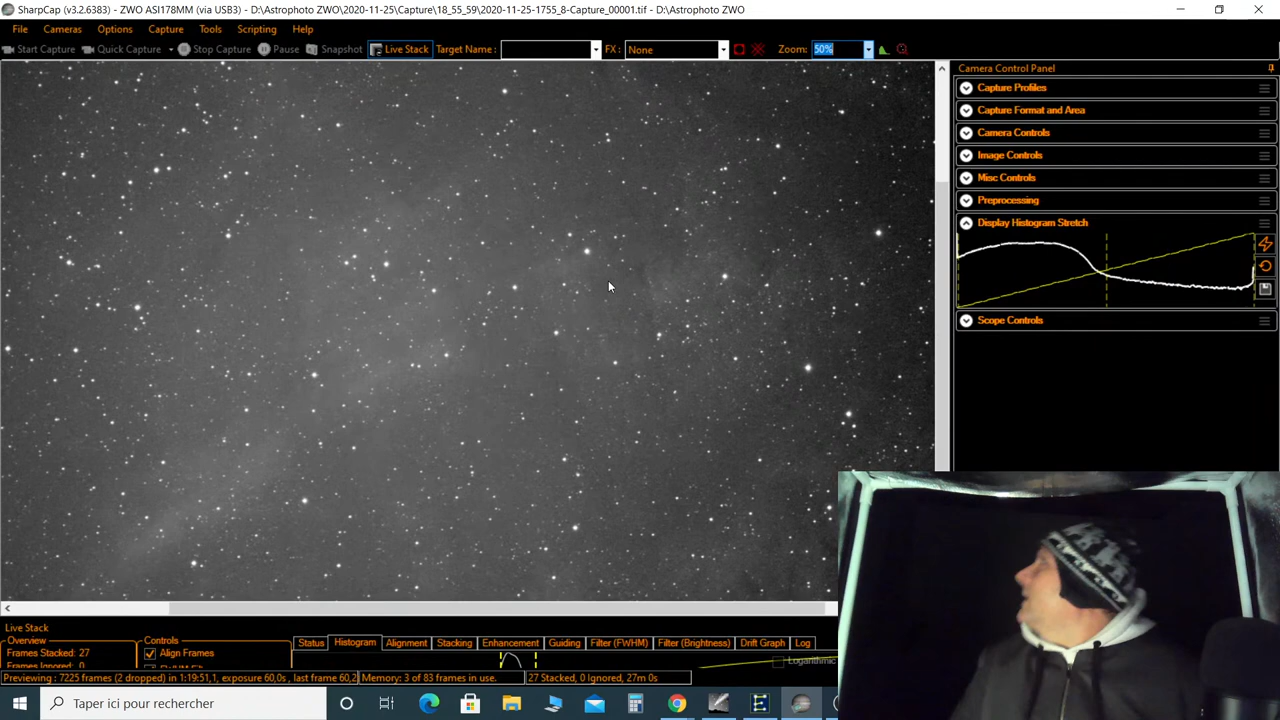 SharpCap (v3.2.6383) - ZWO ASI178MM (via USB3) - D:\Astrophoto ZWO\2020-11-25\Capture\18_55_59\2020-11-25-1755_8-Capture_00001.tif - D:\Astrophoto ZWO
File Cameras Options Capture Tools Scripting Help
Start Capture Quick Capture Stop Capture Pause Snapshot Live Stack Target Name : FX : None Zoom: 50%
Camera Control Panel
Capture Profiles
Capture Format and Area
Camera Controls
Image Controls
Misc Controls
Preprocessing
Display Histogram Stretch
Scope Controls
Live Stack
Overview Controls
Status Histogram Alignment Stacking Enhancement Guiding Filter (FWHM) Filter (Brightness) Drift Graph Log
Frames Stacked: 27 Align Frames
Frames Ignored: 0
Logarithmic
Previewing : 7225 frames (2 dropped) in 1:19:51,1, exposure 60,0s , last frame 60,2 Memory: 3 of 83 frames in use. 27 Stacked, 0 Ignored, 27m 0s
Taper ici pour rechercher